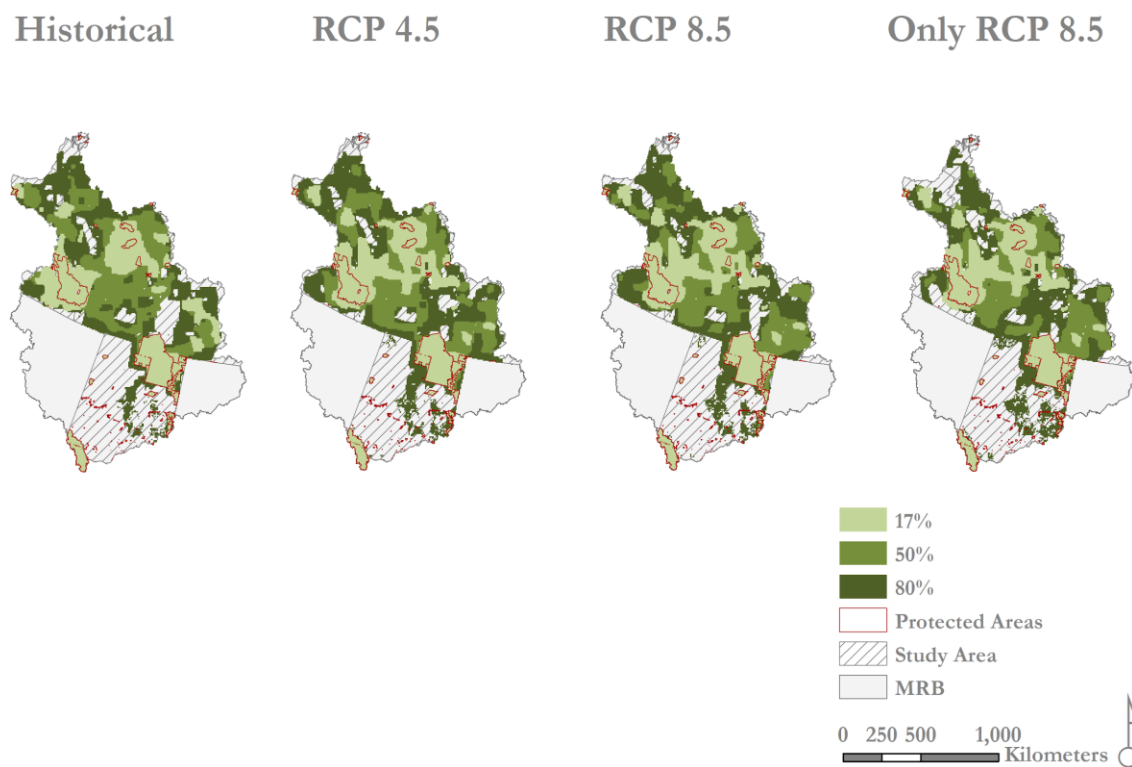 Historical
RCP 4.5
RCP 8.5
Only RCP 8.5
17%
50%
80%
Protected Areas
Study Area
MRB
0 250 500 1,000
Kilometers